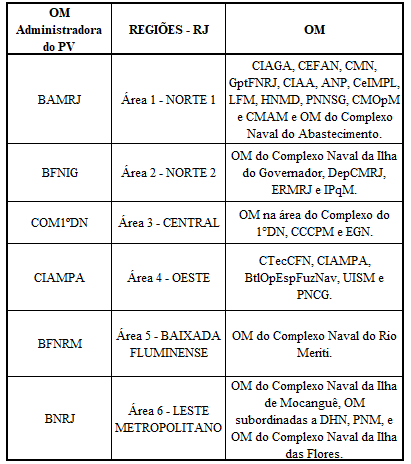 OM
Administradora
do PV
REGIÕES - RJ
OM
BAMRJ
Área 1 - NORTE 1
CIAGA, CEFAN, CMN,
GptFNRJ, CIAA, ANP, CeIMPL,
LFM, HNMD, PNNSG, CMOpM
e CMAM e OM do Complexo
Naval do Abastecimento.
BFNIG
Área 2 - NORTE 2
OM do Complexo Naval da Ilha
do Governador, DepCMRJ,
ERMRJ e IPqM.
COM1ºDN
Área 3 - CENTRAL
OM na área do Complexo do
1ºDN, CCCPM e EGN.
CIAMPA
Área 4 - OESTE
CTecCFN, CIAMPA,
BtlOpEspFuzNav, UISM e
PNCG.
BFNRM
Área 5 - BAIXADA
FLUMINENSE
OM do Complexo Naval do Rio
Meriti.
BNRJ
Área 6 - LESTE
METROPOLITANO
OM do Complexo Naval da Ilha
de Mocanguê, OM
subordinadas a DHN, PNM, e
OM do Complexo Naval da Ilha
das Flores.